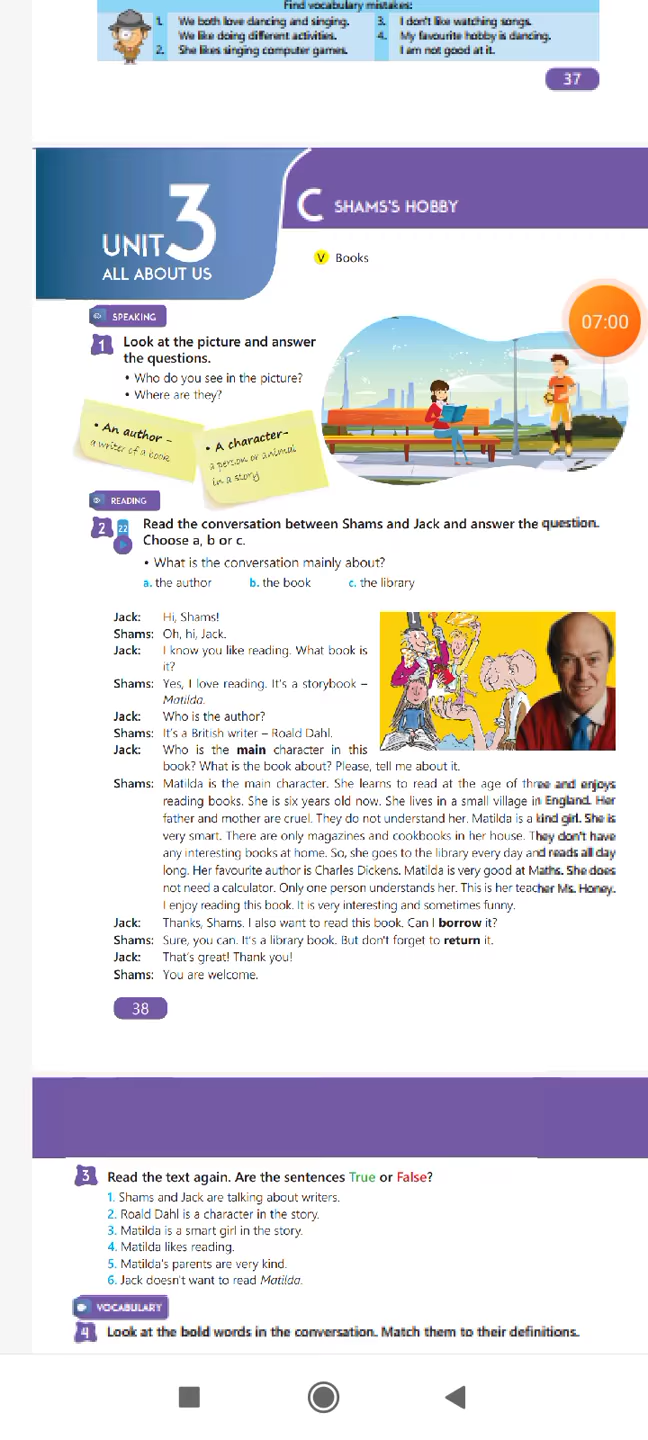 Find vocabulary mistakes:
1. We both love dancing and singing.
We like doing different activities.
2. She likes singing computer games.
3. I don't like watching songs.
4. My favourite hobby is dancing.
I am not good at it.
37
UNIT 3
ALL ABOUT US
C SHAMS'S HOBBY
V Books
SPEAKING
07:00
1 Look at the picture and answer
the questions.
• Who do you see in the picture?
• Where are they?
• An author –
a writer of a book
• A character–
a person or animal
in a story
READING
2 22 Read the conversation between Shams and Jack and answer the question.
Choose a, b or c.
• What is the conversation mainly about?
a. the author b. the book c. the library
Jack: Hi, Shams!
Shams: Oh, hi, Jack.
Jack: I know you like reading. What book is
it?
Shams: Yes, I love reading. It's a storybook –
Matilda.
Jack: Who is the author?
Shams: It's a British writer – Roald Dahl.
Jack: Who is the main character in this
book? What is the book about? Please, tell me about it.
Shams: Matilda is the main character. She learns to read at the age of three and enjoys
reading books. She is six years old now. She lives in a small village in England. Her
father and mother are cruel. They do not understand her. Matilda is a kind girl. She is
very smart. There are only magazines and cookbooks in her house. They don't have
any interesting books at home. So, she goes to the library every day and reads all day
long. Her favourite author is Charles Dickens. Matilda is very good at Maths. She does
not need a calculator. Only one person understands her. This is her teacher Ms. Honey.
I enjoy reading this book. It is very interesting and sometimes funny.
Jack: Thanks, Shams. I also want to read this book. Can I borrow it?
Shams: Sure, you can. It's a library book. But don't forget to return it.
Jack: That's great! Thank you!
Shams: You are welcome.
38
3 Read the text again. Are the sentences True or False?
1. Shams and Jack are talking about writers.
2. Roald Dahl is a character in the story.
3. Matilda is a smart girl in the story.
4. Matilda likes reading.
5. Matilda's parents are very kind.
6. Jack doesn't want to read Matilda.
VOCABULARY
4 Look at the bold words in the conversation. Match them to their definitions.